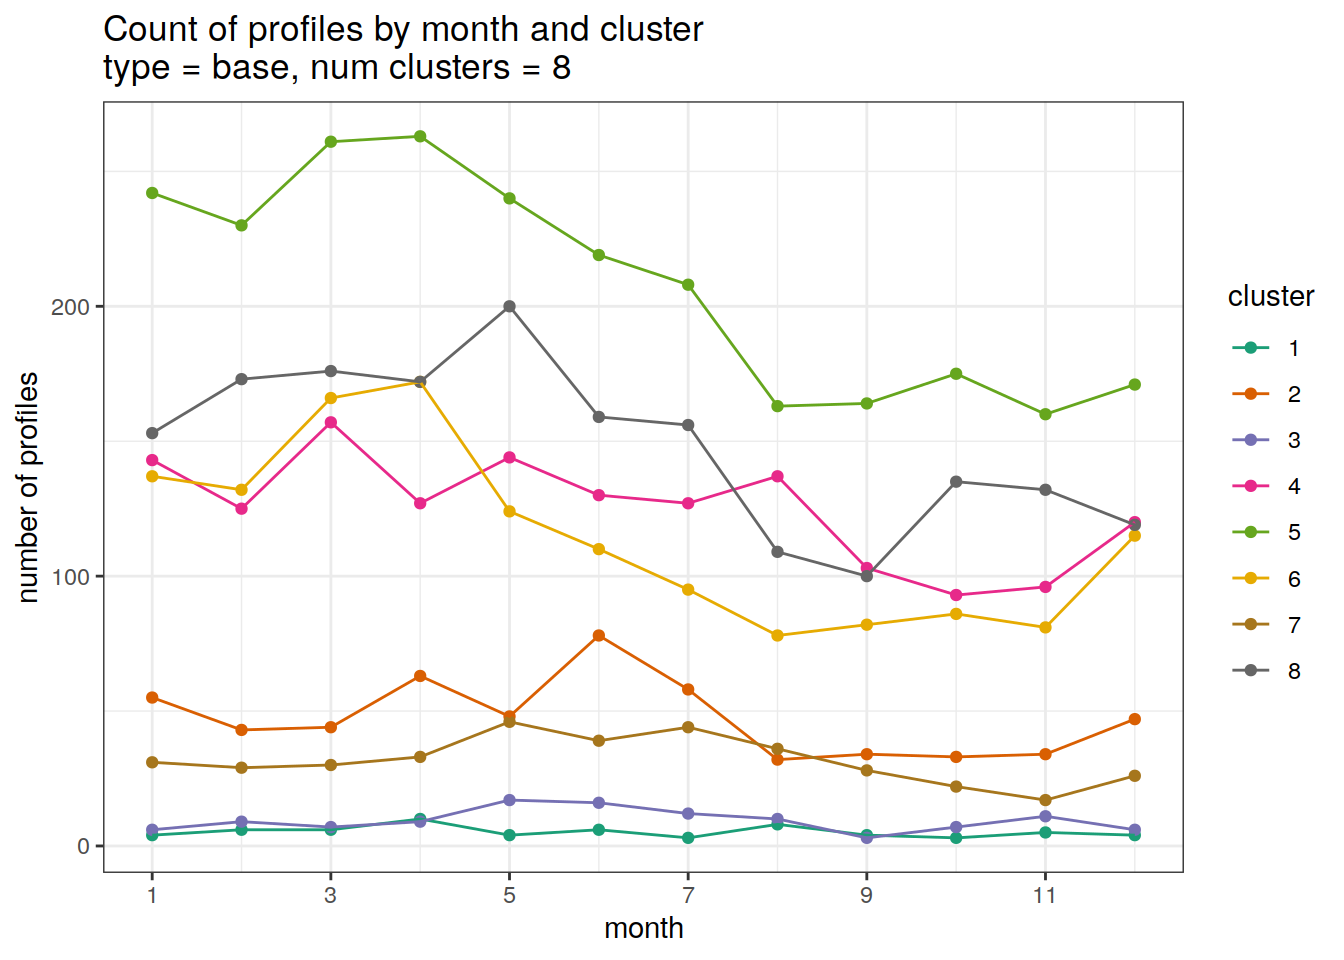 Count of profiles by month and cluster
type = base, num clusters = 8
number of profiles
200
100
0
1 3 5 7 9 11
month
cluster
1
2
3
4
5
6
7
8